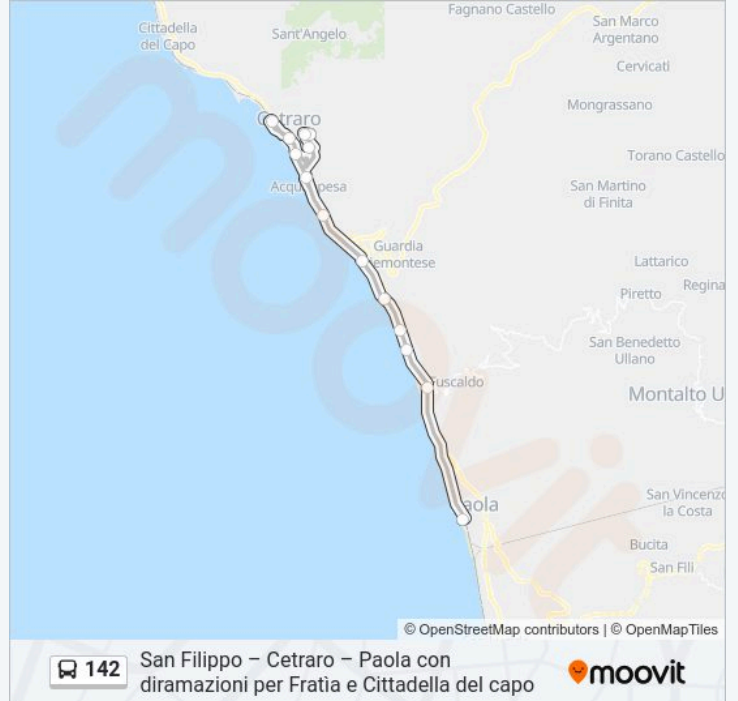 Fagnano Castello
Cittadella
del Capo
Sant'Angelo
San Marco
Argentano
Cervicati
Mongrassano
Cetraro
Torano Castello
Acquappesa
San Martino
di Finita
Guardia
Piemontese
Lattarico
Regina
Piretto
San Benedetto
Ullano
Fuscaldo
Montalto U
Paola
San Vincenzo
la Costa
Bucita
San Fili
moovit
© OpenStreetMap contributors | © OpenMapTiles
142
San Filippo – Cetraro – Paola con
diramazioni per Fratìa e Cittadella del capo
moovit